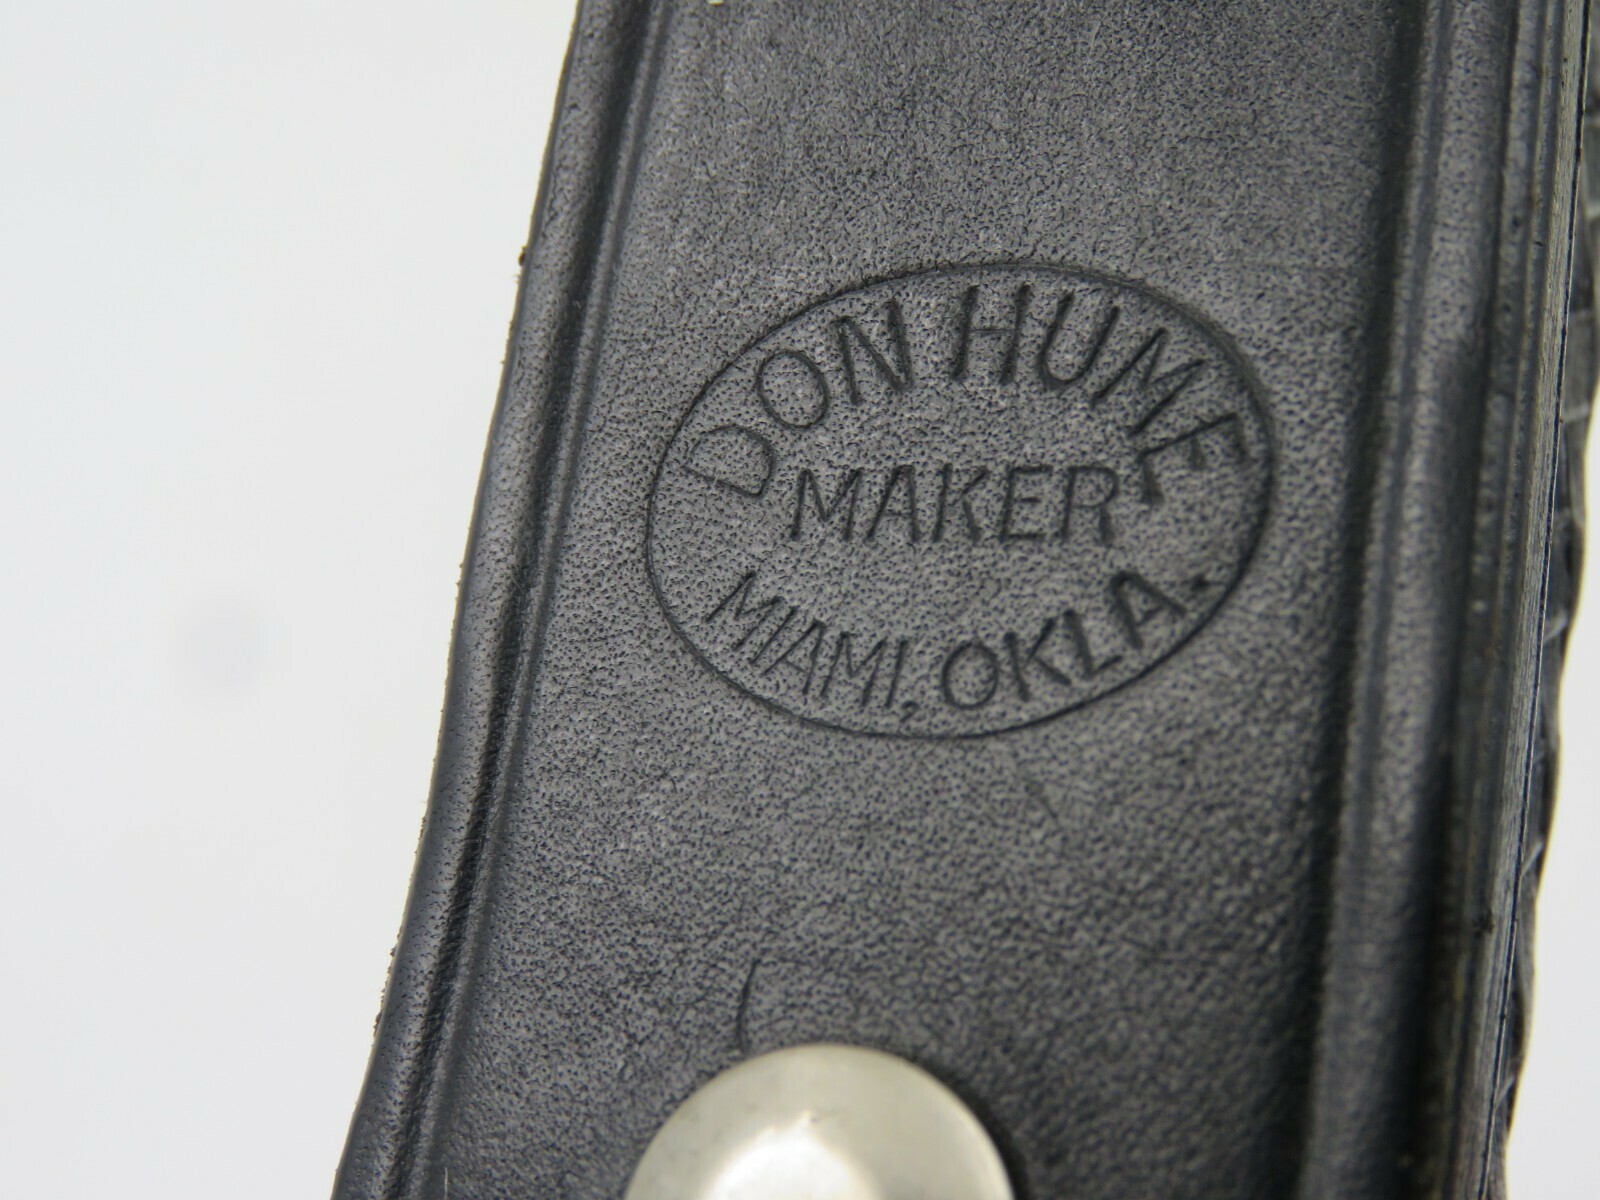 DON HUME
MAKER
MIAMI, OKLA.